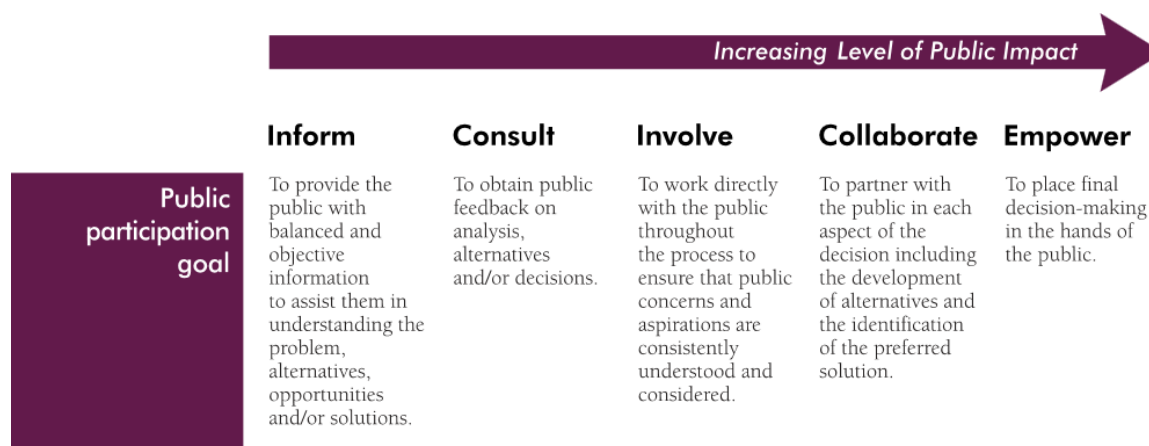 Increasing Level of Public Impact
Inform
Consult
Involve
Collaborate
Empower
Public
participation
goal
To provide the
public with
balanced and
objective
information
to assist them in
understanding the
problem,
alternatives,
opportunities
and/or solutions.
To obtain public
feedback on
analysis,
alternatives
and/or decisions.
To work directly
with the public
throughout
the process to
ensure that public
concerns and
aspirations are
consistently
understood and
considered.
To partner with
the public in each
aspect of the
decision including
the development
of alternatives and
the identification
of the preferred
solution.
To place final
decision-making
in the hands of
the public.